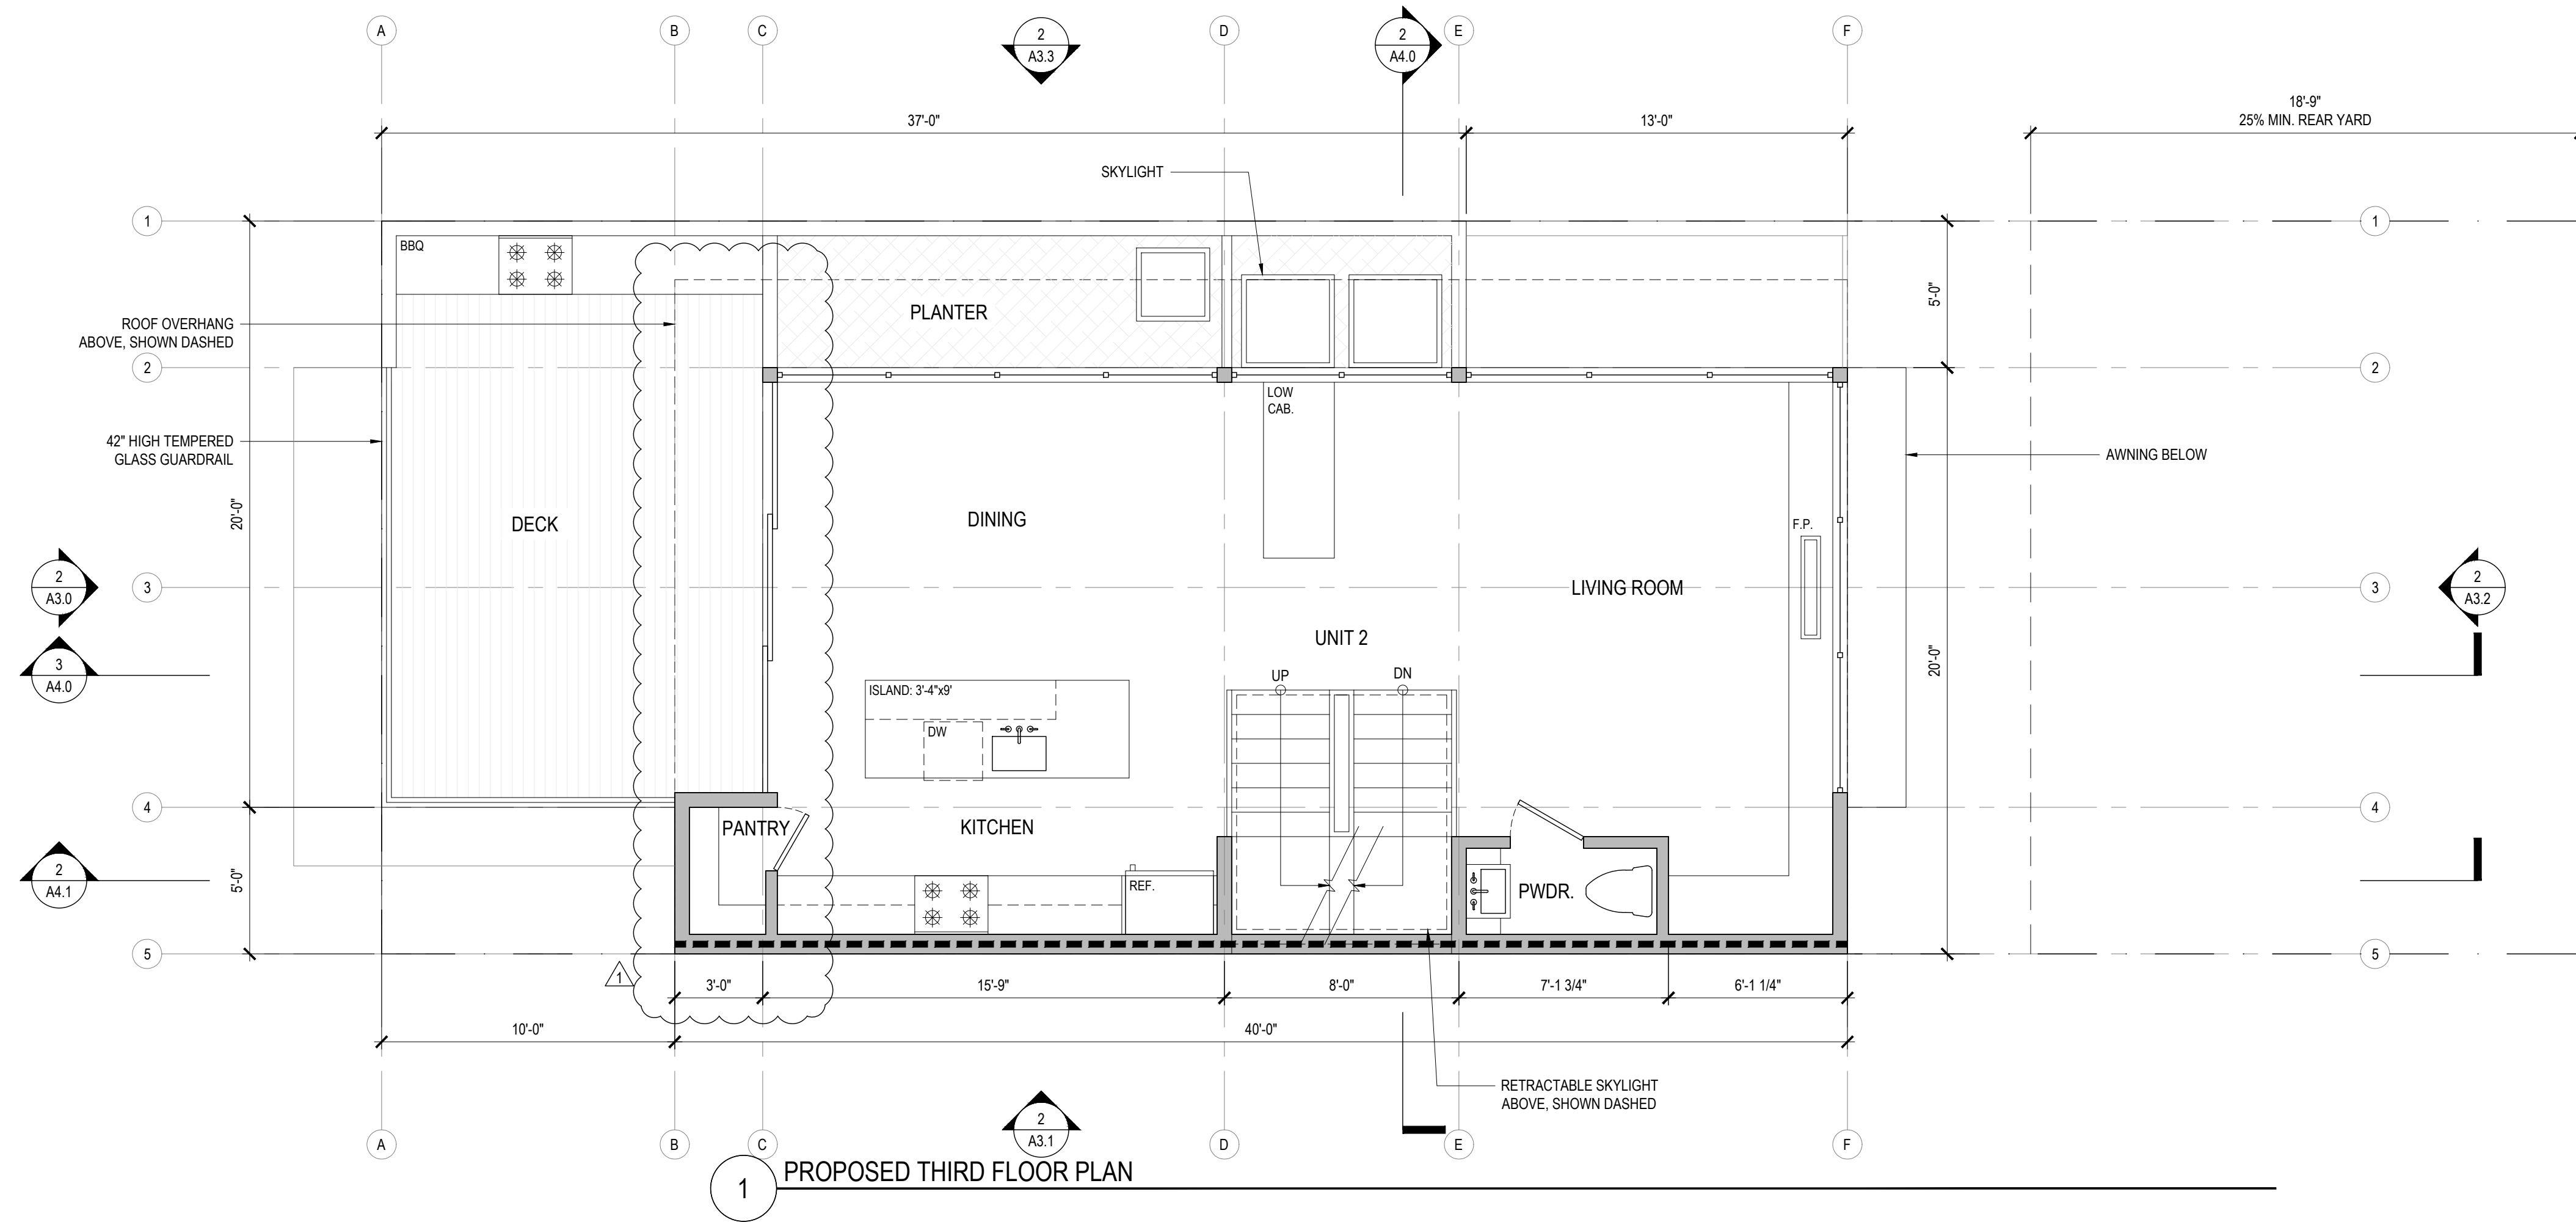 A
B
C
2
A3.3
D
2
A4.0
E
F
37'-0"
13'-0"
18'-9"
25% MIN. REAR YARD
SKYLIGHT
1
1
BBQ
5'-0"
PLANTER
ROOF OVERHANG
ABOVE, SHOWN DASHED
2
2
LOW
CAB.
42" HIGH TEMPERED
GLASS GUARDRAIL
AWNING BELOW
20'-0"
DECK
DINING
F.P.
2
A3.0
3
LIVING ROOM
3
2
A3.2
UNIT 2
20'-0"
3
A4.0
UP
DN
ISLAND: 3'-4"x9'
DW
4
4
PANTRY
KITCHEN
2
A4.1
5'-0"
REF.
PWDR.
5
5
1
3'-0"
15'-9"
8'-0"
7'-1 3/4"
6'-1 1/4"
10'-0"
40'-0"
RETRACTABLE SKYLIGHT
ABOVE, SHOWN DASHED
A
B
C
2
A3.1
D
E
F
1
PROPOSED THIRD FLOOR PLAN